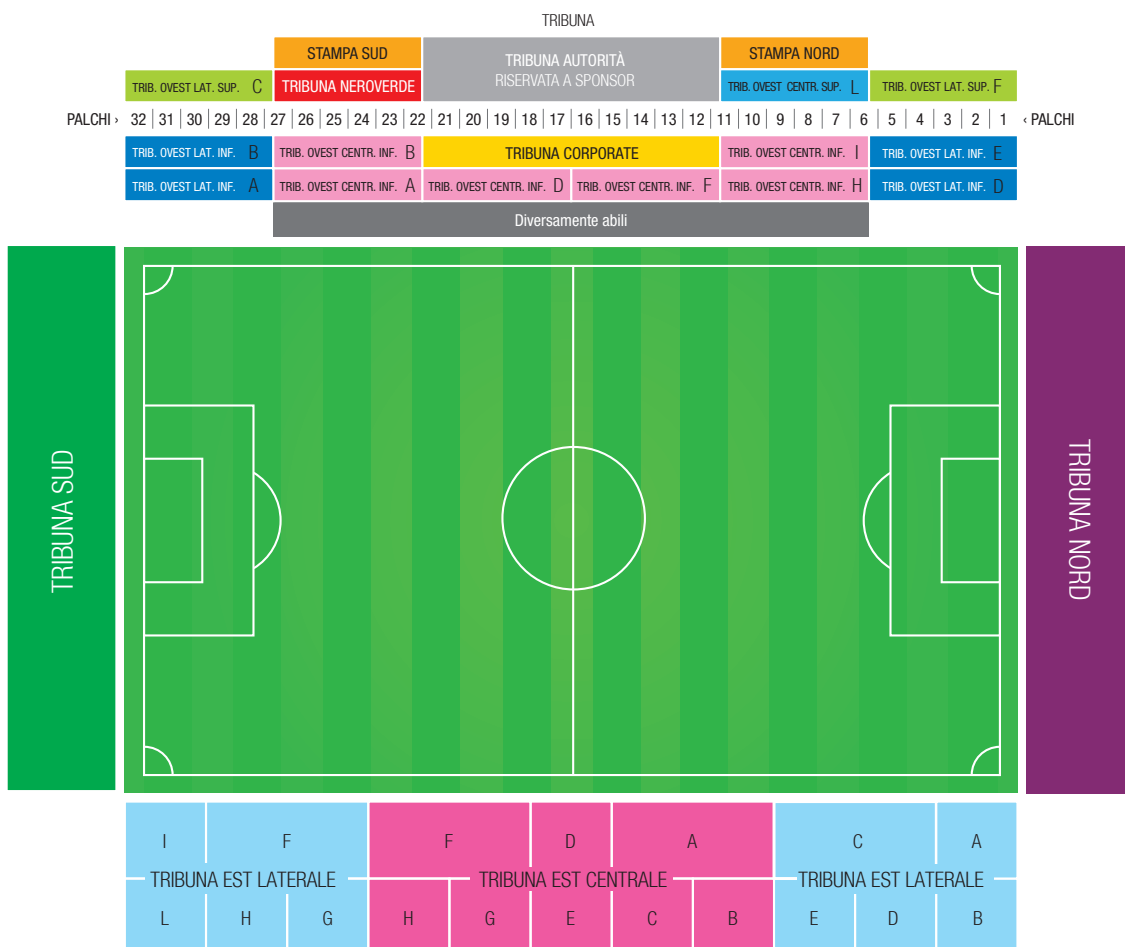 TRIBUNA
STAMPA SUD
TRIBUNA AUTORITÀ
RISERVATA A SPONSOR
STAMPA NORD
TRIB. OVEST LAT. SUP. C
TRIBUNA NEROVERDE
TRIB. OVEST CENTR. SUP. L
TRIB. OVEST LAT. SUP. F
PALCHI › 32 | 31 | 30 | 29 | 28 | 27 | 26 | 25 | 24 | 23 | 22 | 21 | 20 | 19 | 18 | 17 | 16 | 15 | 14 | 13 | 12 | 11 | 10 | 9 | 8 | 7 | 6 | 5 | 4 | 3 | 2 | 1 ‹ PALCHI
TRIB. OVEST LAT. INF. B
TRIB. OVEST CENTR. INF. B
TRIBUNA CORPORATE
TRIB. OVEST CENTR. INF. I
TRIB. OVEST LAT. INF. E
TRIB. OVEST LAT. INF. A
TRIB. OVEST CENTR. INF. A
TRIB. OVEST CENTR. INF. D
TRIB. OVEST CENTR. INF. F
TRIB. OVEST CENTR. INF. H
TRIB. OVEST LAT. INF. D
Diversamente abili
TRIBUNA SUD
TRIBUNA NORD
I F F D A C A
TRIBUNA EST LATERALE
TRIBUNA EST CENTRALE
TRIBUNA EST LATERALE
L H G H G E C B E D B